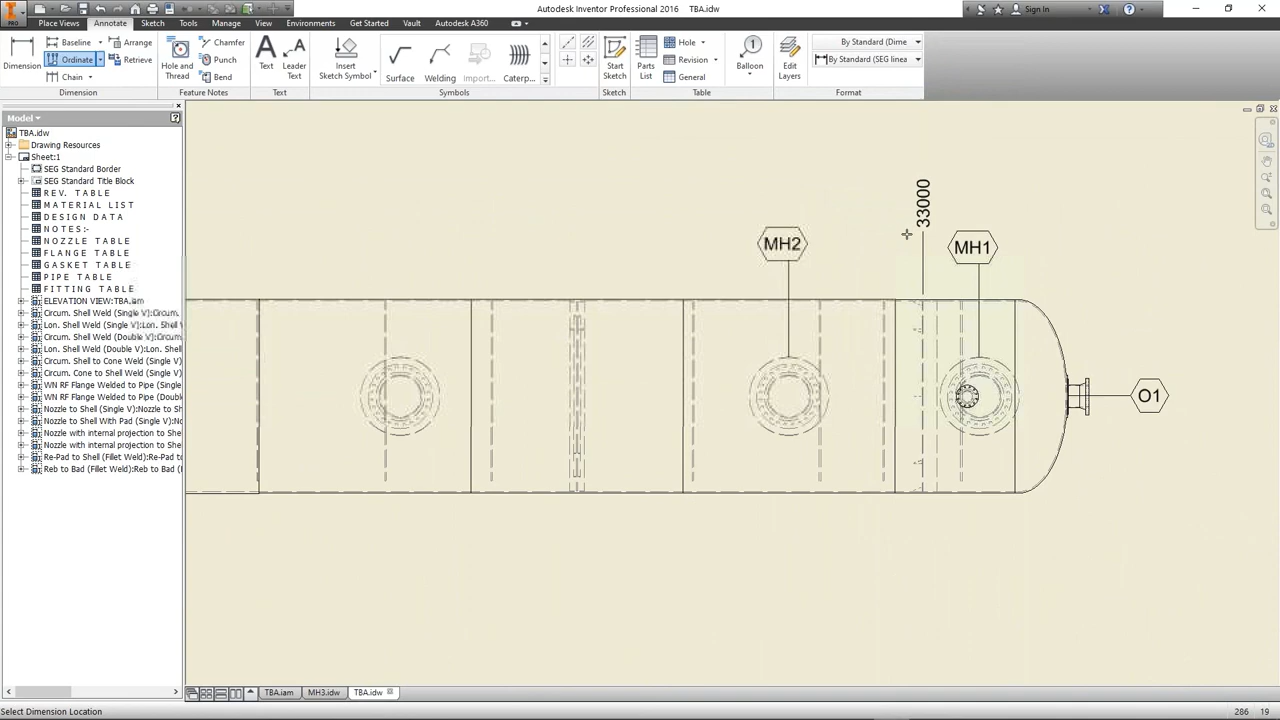 Autodesk Inventor Professional 2016   TBA.idw
Sign In
PRO
Place Views
Annotate
Sketch
Tools
Manage
View
Environments
Get Started
Vault
Autodesk A360
Dimension
Baseline
Ordinate
Chain
Arrange
Retrieve
Dimension
Hole and
Thread
Chamfer
Punch
Bend
Feature Notes
Text
Leader
Text
Text
Insert
Sketch Symbol
Surface
Welding
Import...
Caterp...
Symbols
Start
Sketch
Sketch
Parts
List
Hole
Revision
General
Balloon
Table
Edit
Layers
By Standard (Dime
By Standard (SEG linea
Format
Model
TBA.idw
Drawing Resources
Sheet:1
SEG Standard Border
SEG Standard Title Block
REV. TABLE
MATERIAL LIST
DESIGN DATA
NOTES:-
NOZZLE TABLE
FLANGE TABLE
GASKET TABLE
PIPE TABLE
FITTING TABLE
ELEVATION VIEW:TBA.iam
Circum. Shell Weld (Single V):Circum.
Lon. Shell Weld (Single V):Lon. Shell V
Circum. Shell Weld (Double V):Circum
Lon. Shell Weld (Double V):Lon. Shell
Circum. Shell to Cone Weld (Single V)
Circum. Cone to Shell Weld (Single V)
WN RF Flange Welded to Pipe (Single
WN RF Flange Welded to Pipe (Double
Nozzle to Shell (Single V):Nozzle to Sh
Nozzle to Shell With Pad (Single V):No
Nozzle with internal projection to Shel
Nozzle with internal projection to Shel
Re-Pad to Shell (Fillet Weld):Re-Pad to
Reb to Bad (Fillet Weld):Reb to Bad (F
33000
MH2
MH1
O1
TBA.iam
MH3.idw
TBA.idw
Select Dimension Location
286
19